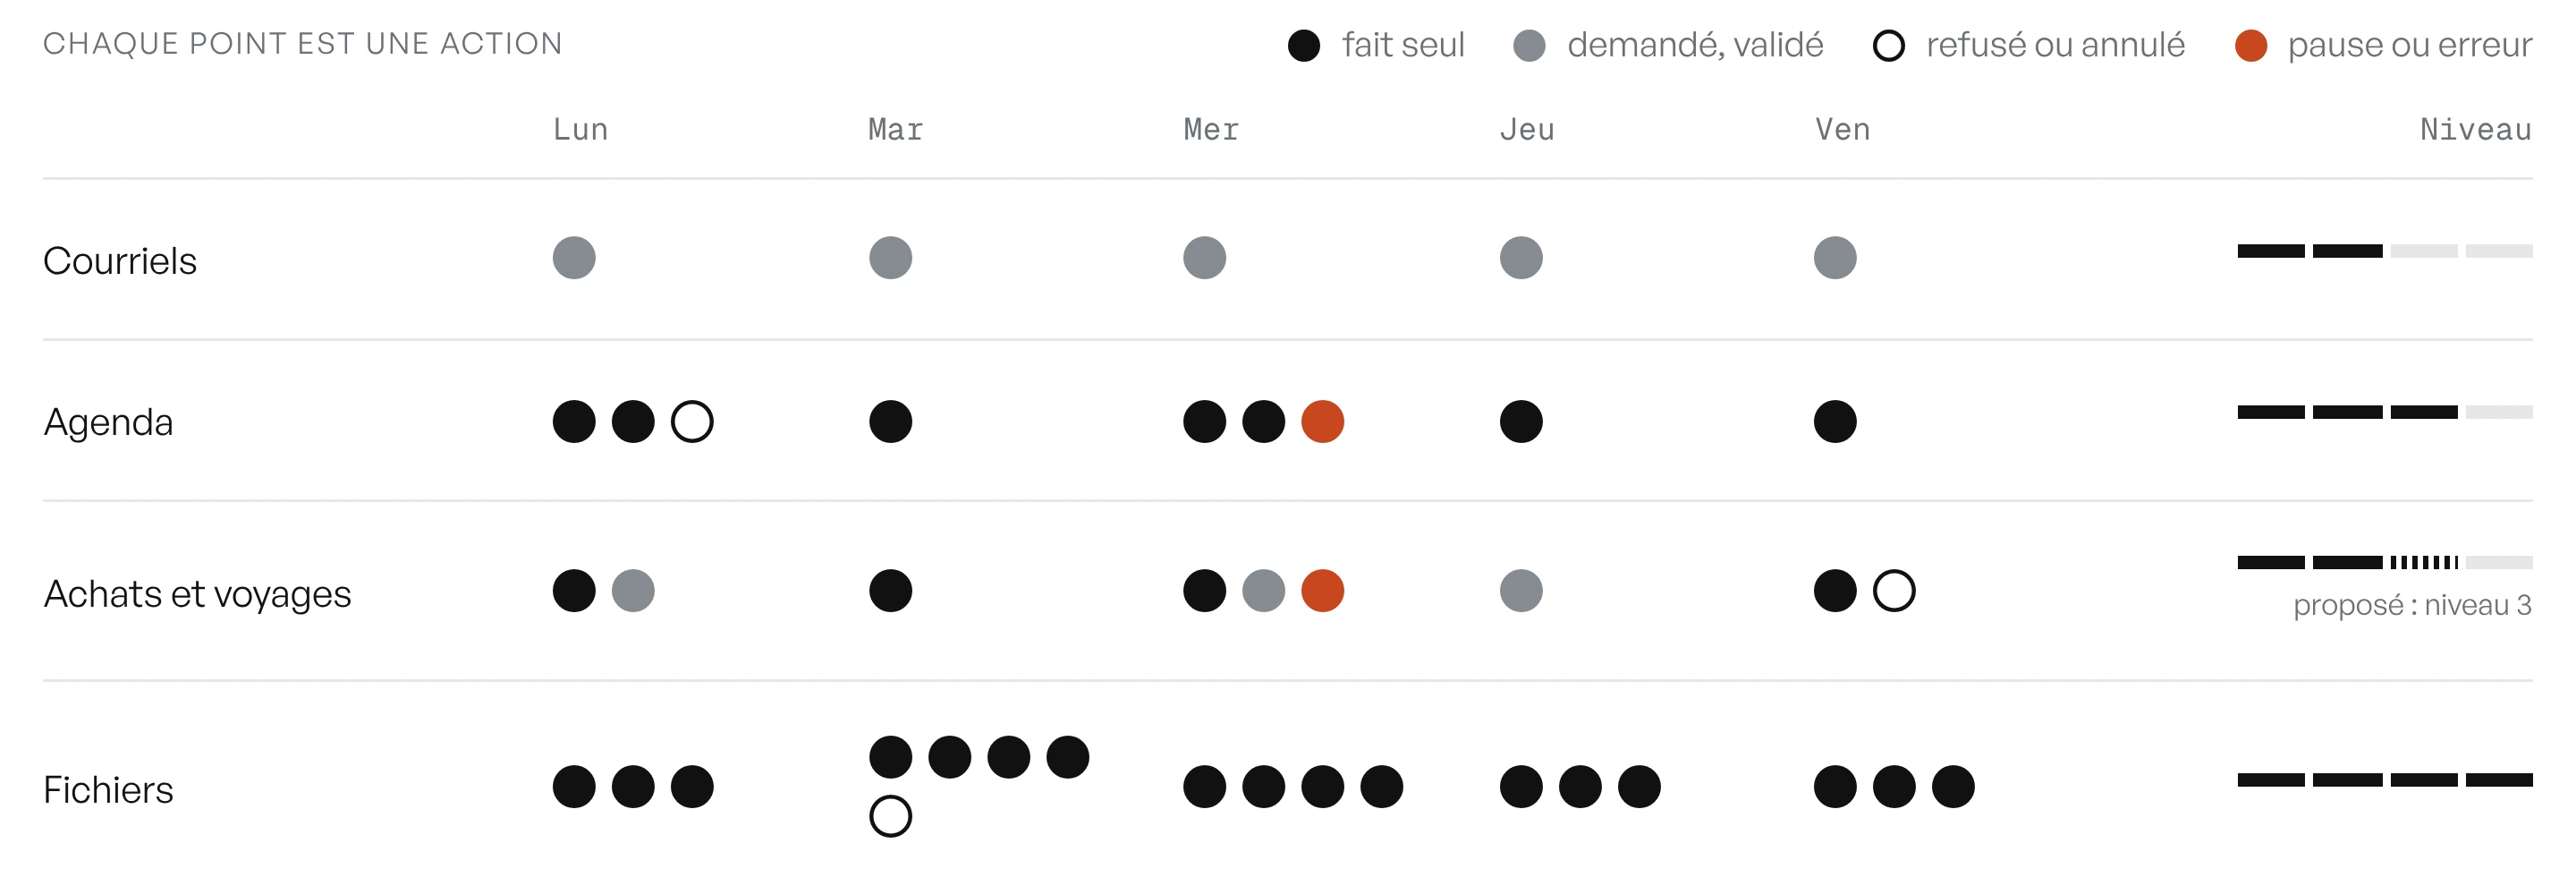 CHAQUE POINT EST UNE ACTION
fait seul
demandé, validé
refusé ou annulé
pause ou erreur
Lun Mar Mer Jeu Ven Niveau
Courriels
Agenda
Achats et voyages
proposé : niveau 3
Fichiers